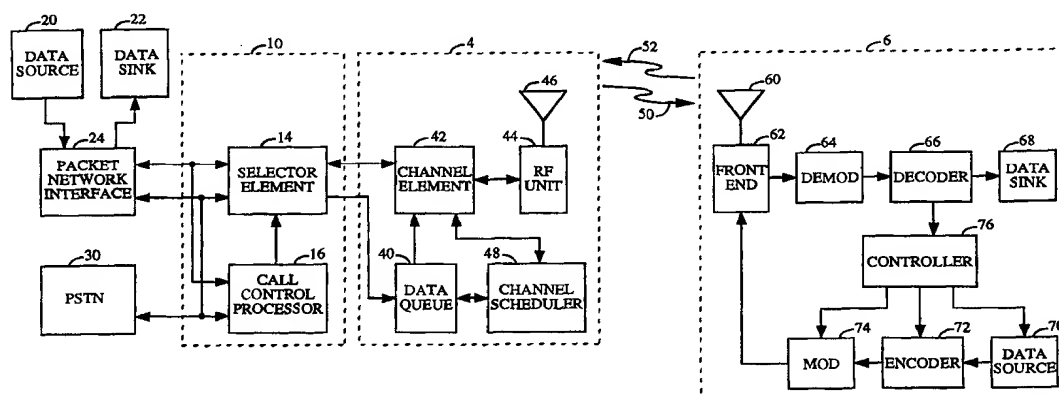 20
DATA
SOURCE
22
DATA
SINK
24
PACKET
NETWORK
INTERFACE
30
PSTN
10
14
SELECTOR
ELEMENT
16
CALL
CONTROL
PROCESSOR
4
42
CHANNEL
ELEMENT
46
44
RF
UNIT
40
DATA
QUEUE
48
CHANNEL
SCHEDULER
52
50
6
60
62
FRONT
END
64
DEMOD
66
DECODER
68
DATA
SINK
76
CONTROLLER
74
MOD
72
ENCODER
70
DATA
SOURCE